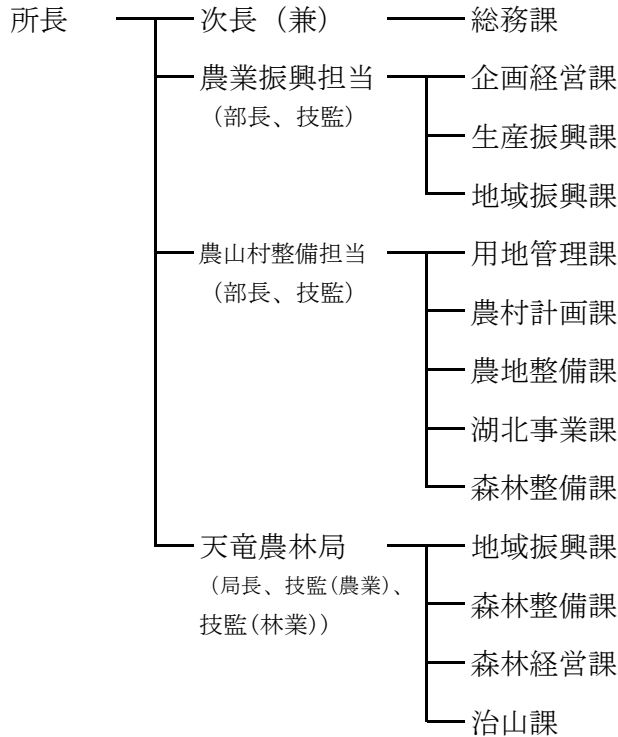 所長 次長（兼） 総務課
農業振興担当 企画経営課
（部長、技監）
生産振興課
地域振興課
農山村整備担当 用地管理課
（部長、技監）
農村計画課
農地整備課
湖北事業課
森林整備課
天竜農林局 地域振興課
（局長、技監(農業)、
技監(林業)）
森林整備課
森林経営課
治山課